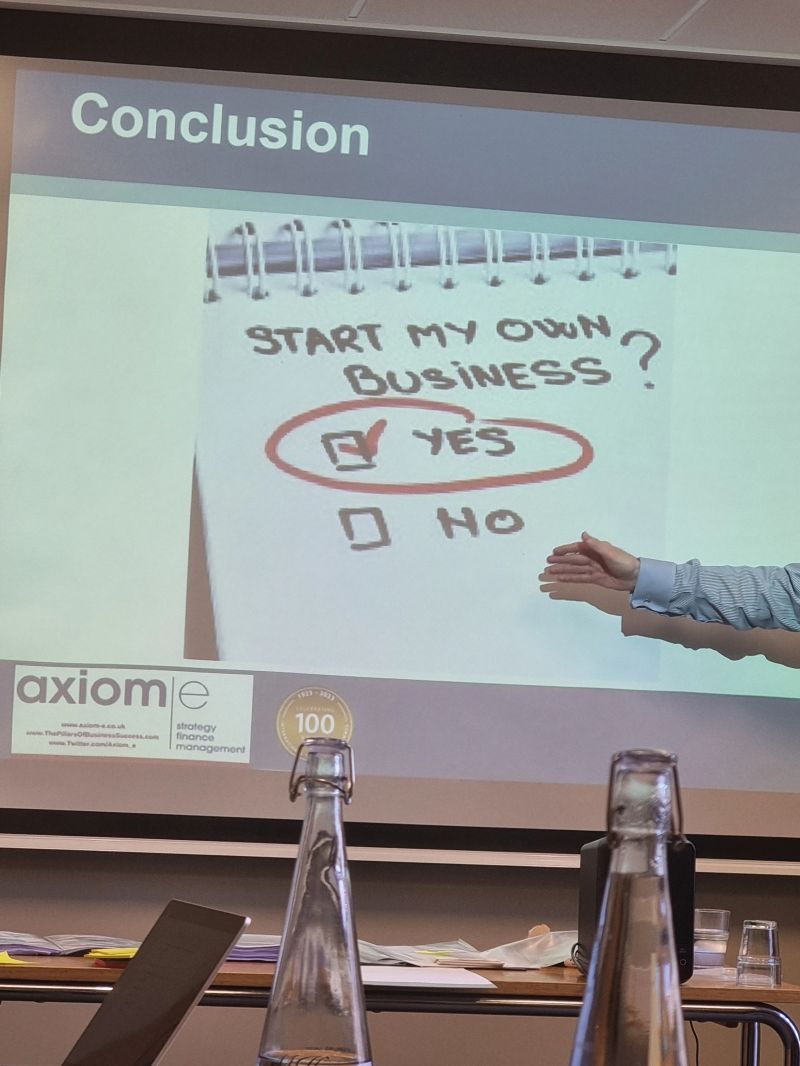 Conclusion
START MY OWN
BUSINESS?
YES
NO
axiom|e
www.axiom-e.co.uk
www.ThePillarsOfBusinessSuccess.com
www.Twitter.com/Axiom_e
strategy
finance
management
1923 - 2023
CELEBRATING
100